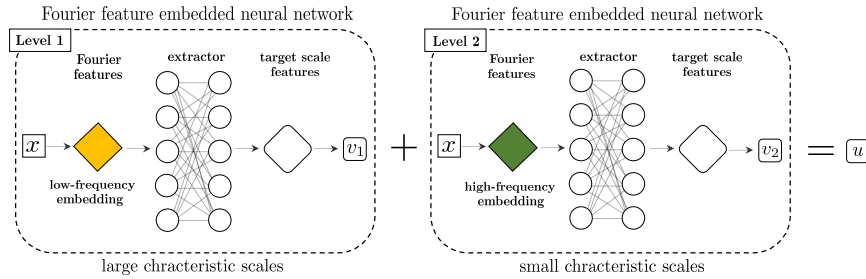 Fourier feature embedded neural network
Level 1
Fourier
features
extractor
target scale
features
x
v1
low-frequency
embedding
large chracteristic scales
+
Fourier feature embedded neural network
Level 2
Fourier
features
extractor
target scale
features
x
v2
high-frequency
embedding
small chracteristic scales
=
u